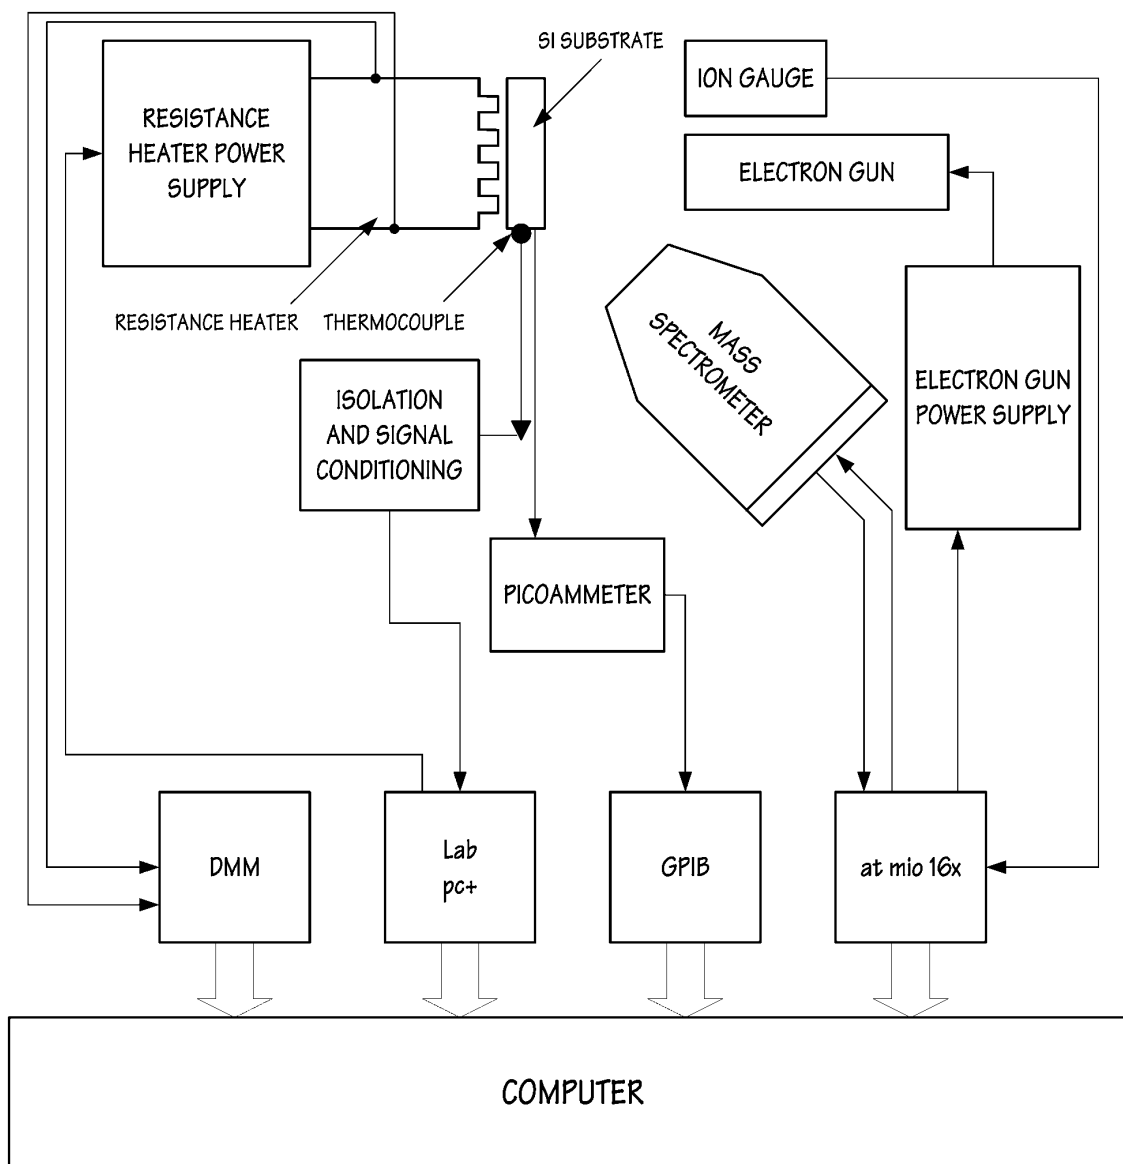 SI SUBSTRATE
ION GAUGE
RESISTANCE
HEATER POWER
SUPPLY
ELECTRON GUN
RESISTANCE HEATER
THERMOCOUPLE
MASS
SPECTROMETER
ELECTRON GUN
POWER SUPPLY
ISOLATION
AND SIGNAL
CONDITIONING
PICOAMMETER
DMM
Lab
pc+
GPIB
at mio 16x
COMPUTER